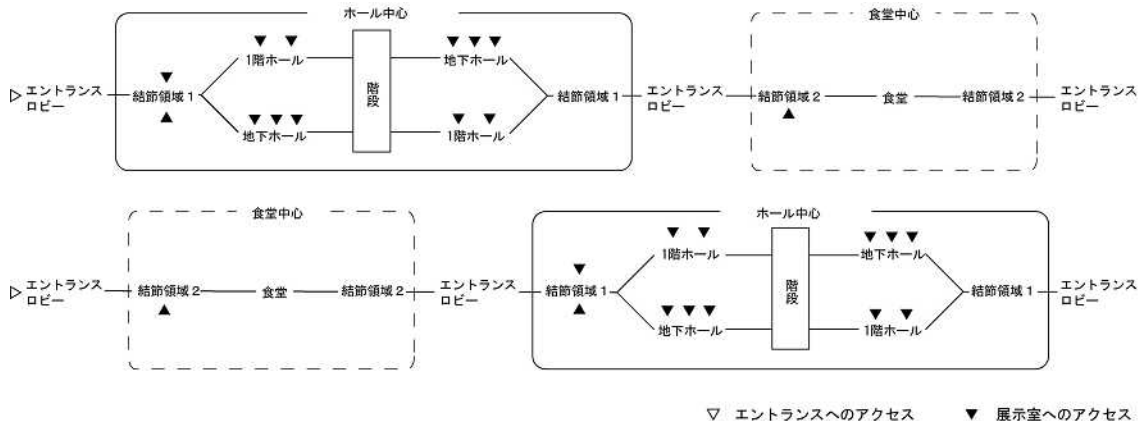 ホール中心
食堂中心
1階ホール
地下ホール
エントランス
ロビー
結節領域1
階段
結節領域1
エントランス
ロビー
結節領域2
食堂
結節領域2
エントランス
ロビー
地下ホール
1階ホール
食堂中心
ホール中心
1階ホール
地下ホール
エントランス
ロビー
結節領域2
食堂
結節領域2
エントランス
ロビー
結節領域1
階段
結節領域1
エントランス
ロビー
地下ホール
1階ホール
▽ エントランスへのアクセス ▼ 展示室へのアクセス